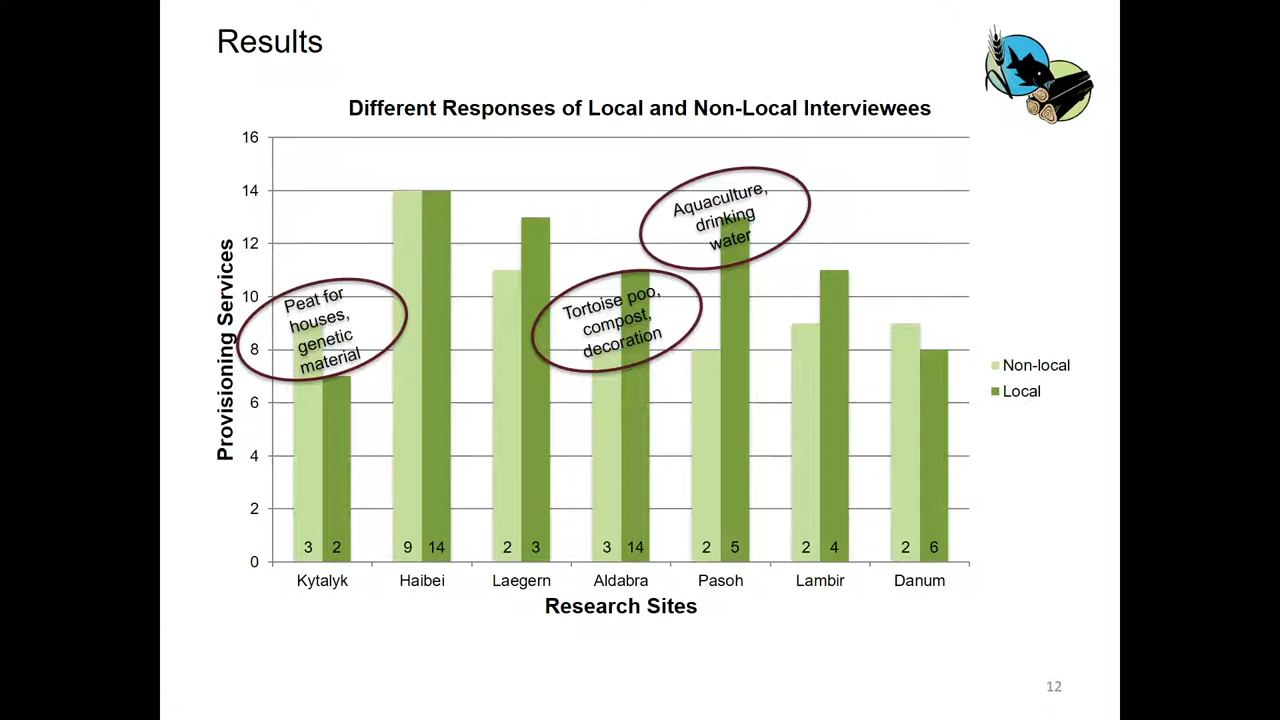 Results
Different Responses of Local and Non-Local Interviewees
16
14
12
10
8
6
4
2
0
Provisioning Services
Peat for
houses,
genetic
material
Tortoise poo,
compost,
decoration
Aquaculture,
drinking
water
3 2 9 14 2 3 3 14 2 5 2 4 2 6
Kytalyk Haibei Laegern Aldabra Pasoh Lambir Danum
Research Sites
Non-local
Local
12